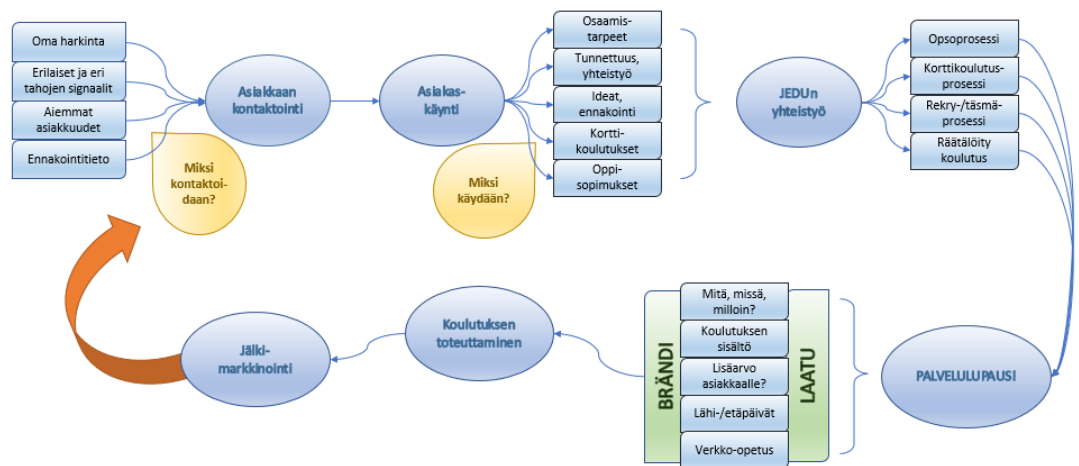 Oma harkinta
Erilaiset ja eri
tahojen signaalit
Aiemmat
asiakkuudet
Ennakointitieto
Asiakkaan
kontaktointi
Miksi
kontaktoi-
daan?
Asiakas-
käynti
Miksi
käydään?
Osaamis-
tarpeet
Tunnettuus,
yhteistyö
Ideat,
ennakointi
Kortti-
koulutukset
Oppi-
sopimukset
JEDUn
yhteistyö
Opsoprosessi
Korttikoulutus-
prosessi
Rekry-/täsmä-
prosessi
Räätälöity
koulutus
PALVELULUPAUS!
LAATU
Mitä, missä,
milloin?
Koulutuksen
sisältö
Lisäarvo
asiakkaalle?
Lähi-/etäpäivät
Verkko-opetus
BRÄNDI
Koulutuksen
toteuttaminen
Jälki-
markkinointi